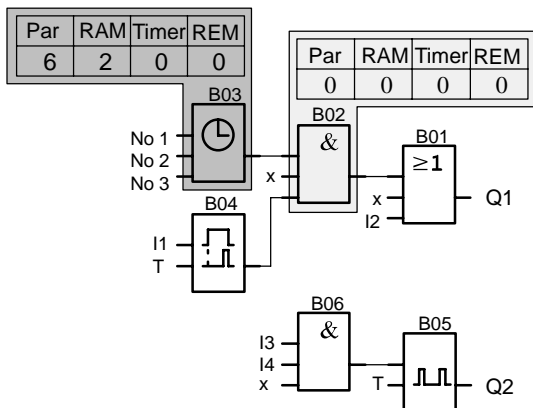 Par RAM Timer REM
6 2 0 0
Par RAM Timer REM
0 0 0 0
B03
No 1
No 2
No 3
B02
&
x
B01
≥1
x
I2
Q1
B04
I1
T
B06
&
I3
I4
x
B05
T
Q2